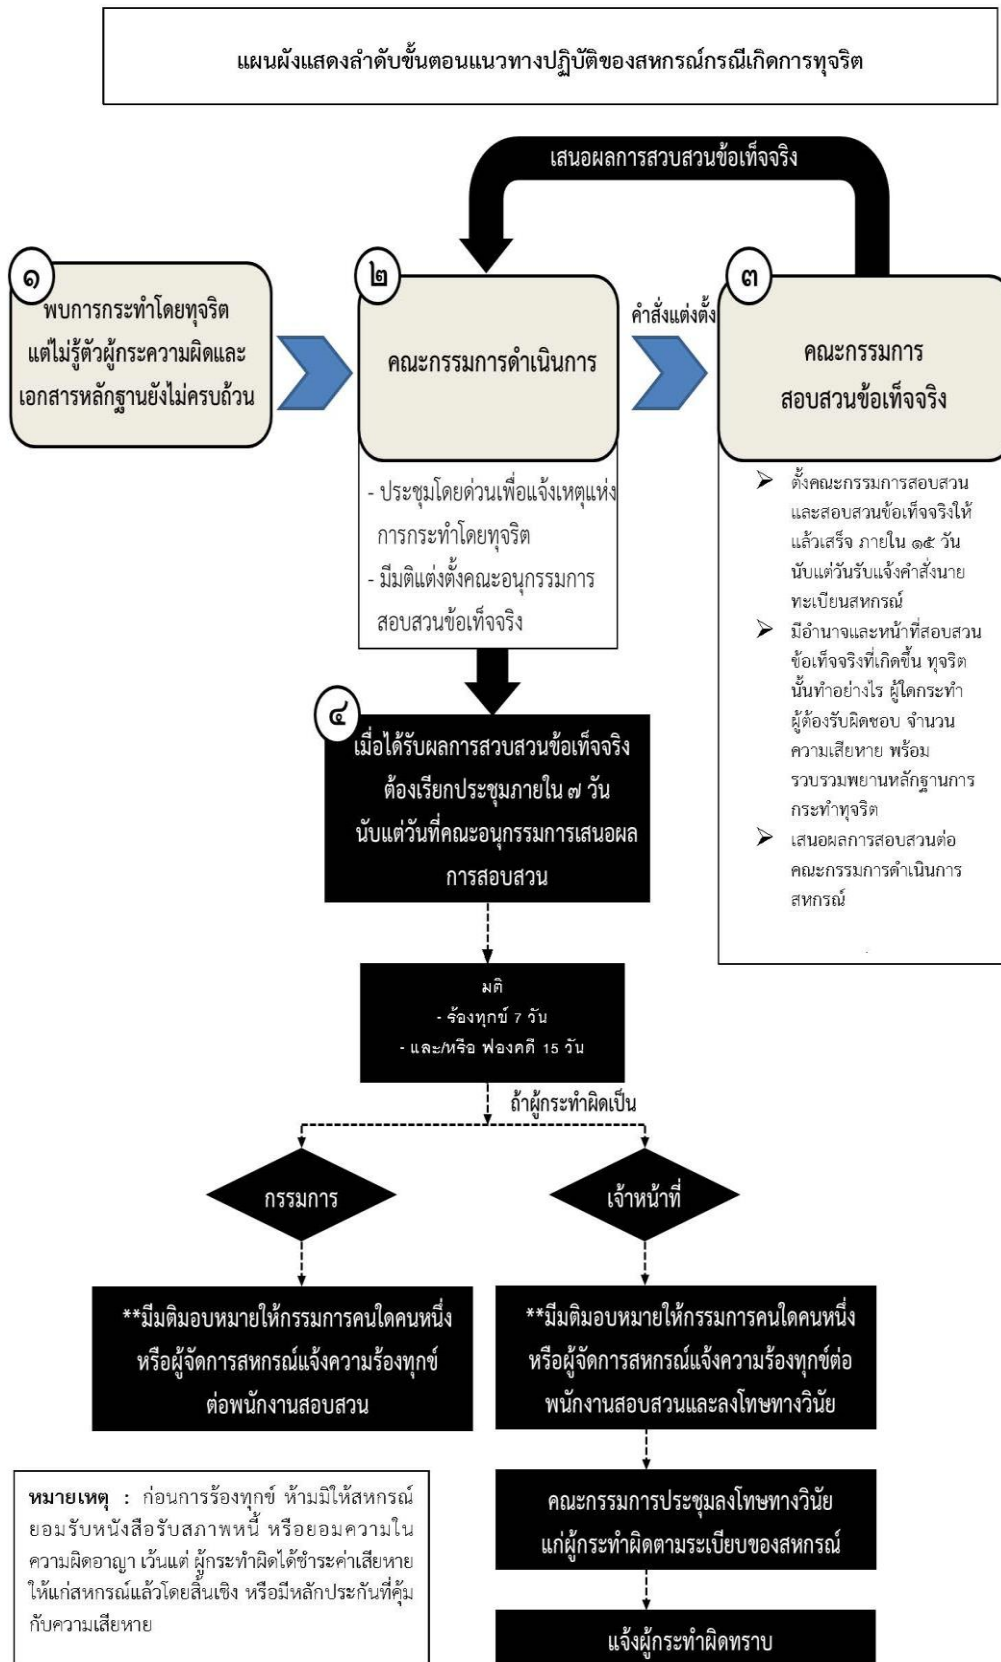 แผนผังแสดงลำดับขั้นตอนแนวทางปฏิบัติของสหกรณ์กรณีเกิดการทุจริต
เสนอผลการสวบสวนข้อเท็จจริง
๑
พบการกระทำโดยทุจริต
แต่ไม่รู้ตัวผู้กระความผิดและ
เอกสารหลักฐานยังไม่ครบถ้วน
๒
คณะกรรมการดำเนินการ
- ประชุมโดยด่วนเพื่อแจ้งเหตุแห่ง
การกระทำโดยทุจริต
- มีมติแต่งตั้งคณะอนุกรรมการ
สอบสวนข้อเท็จจริง
คำสั่งแต่งตั้ง
๓
คณะกรรมการ
สอบสวนข้อเท็จจริง
➢ ตั้งคณะกรรมการสอบสวน
และสอบสวนข้อเท็จจริงให้
แล้วเสร็จ ภายใน ๑๕ วัน
นับแต่วันรับแจ้งคำสั่งนาย
ทะเบียนสหกรณ์
➢ มีอำนาจและหน้าที่สอบสวน
ข้อเท็จจริงที่เกิดขึ้น ทุจริต
นั้นทำอย่างไร ผู้ใดกระทำ
ผู้ต้องรับผิดชอบ จำนวน
ความเสียหาย พร้อม
รวบรวมพยานหลักฐานการ
กระทำทุจริต
➢ เสนอผลการสอบสวนต่อ
คณะกรรมการดำเนินการ
สหกรณ์
๔
เมื่อได้รับผลการสวบสวนข้อเท็จจริง
ต้องเรียกประชุมภายใน ๗ วัน
นับแต่วันที่คณะอนุกรรมการเสนอผล
การสอบสวน
มติ
- ร้องทุกข์ 7 วัน
- และ/หรือ ฟ้องคดี 15 วัน
ถ้าผู้กระทำผิดเป็น
กรรมการ
เจ้าหน้าที่
**มีมติมอบหมายให้กรรมการคนใดคนหนึ่ง
หรือผู้จัดการสหกรณ์แจ้งความร้องทุกข์
ต่อพนักงานสอบสวน
**มีมติมอบหมายให้กรรมการคนใดคนหนึ่ง
หรือผู้จัดการสหกรณ์แจ้งความร้องทุกข์ต่อ
พนักงานสอบสวนและลงโทษทางวินัย
คณะกรรมการประชุมลงโทษทางวินัย
แก่ผู้กระทำผิดตามระเบียบของสหกรณ์
แจ้งผู้กระทำผิดทราบ
หมายเหตุ : ก่อนการร้องทุกข์ ห้ามมิให้สหกรณ์
ยอมรับหนังสือรับสภาพหนี้ หรือยอมความใน
ความผิดอาญา เว้นแต่ ผู้กระทำผิดได้ชำระค่าเสียหาย
ให้แก่สหกรณ์แล้วโดยสิ้นเชิง หรือมีหลักประกันที่คุ้ม
กับความเสียหาย